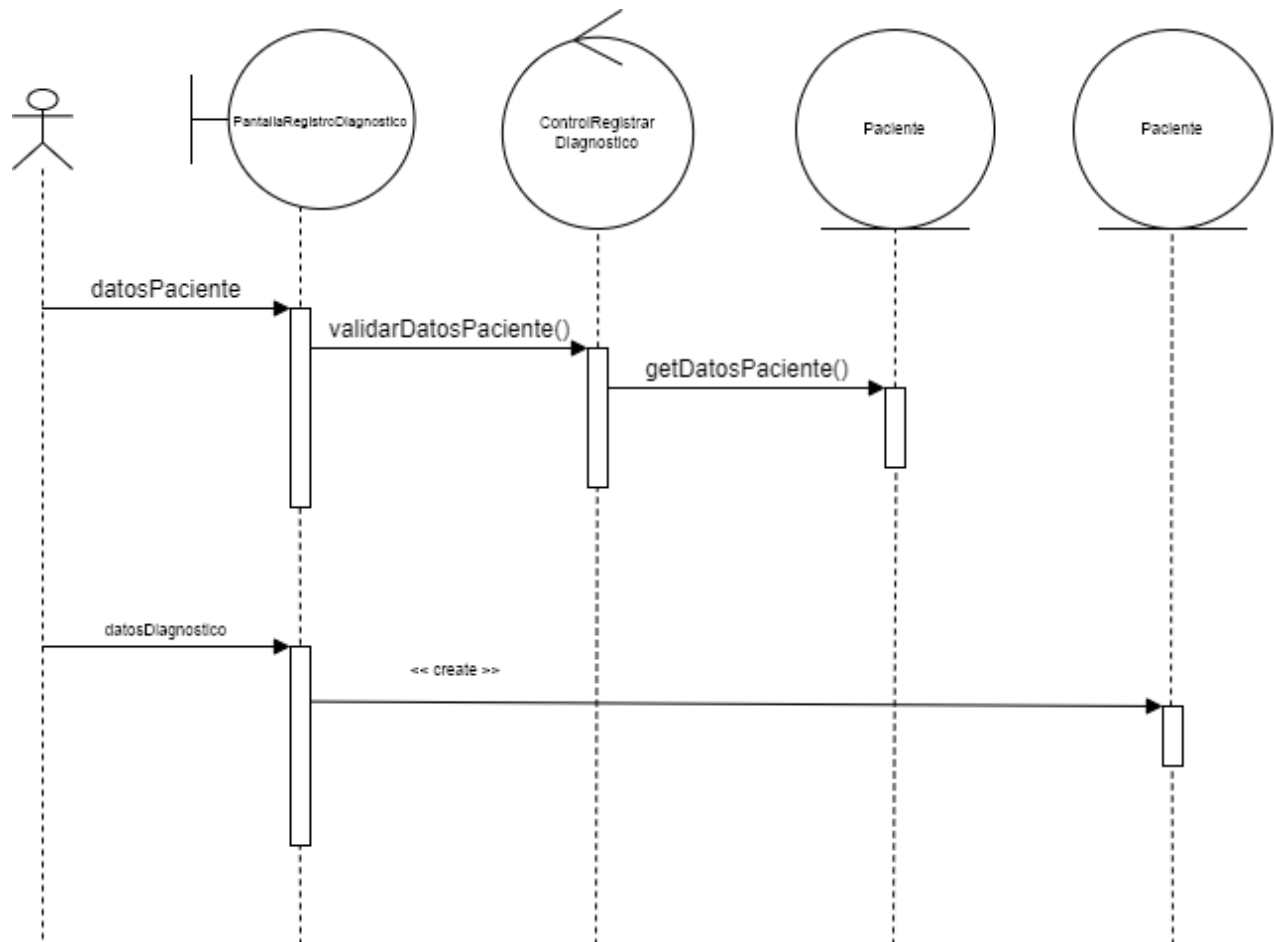 PantallaRegistroDiagnostico
ControlRegistrar
Diagnostico
Paciente
Paciente
datosPaciente
validarDatosPaciente()
getDatosPaciente()
datosDiagnostico
<< create >>